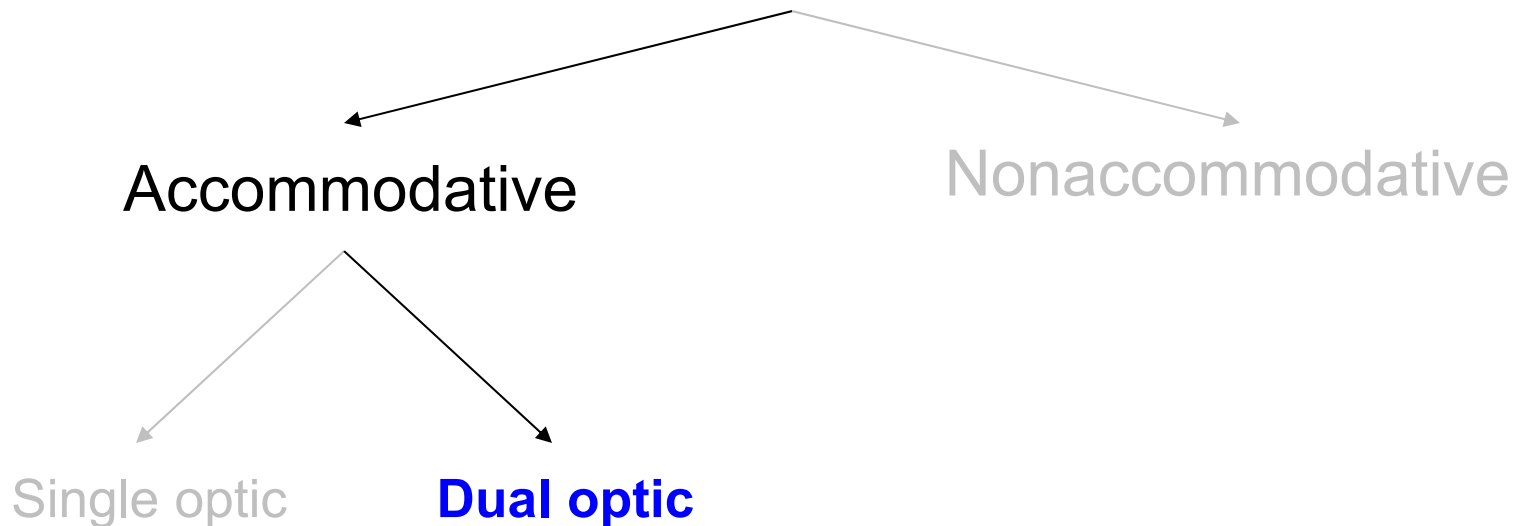 Accommodative
Nonaccommodative
Single optic
Dual optic